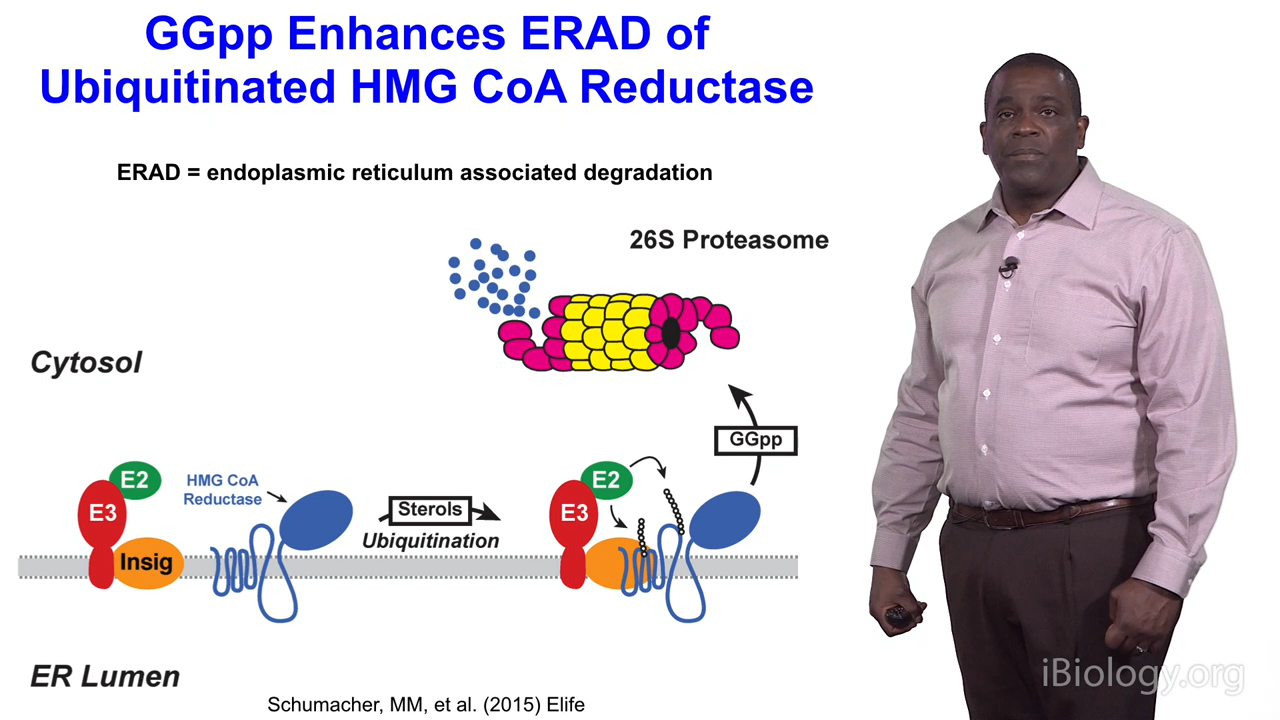 GGpp Enhances ERAD of
Ubiquitinated HMG CoA Reductase
ERAD = endoplasmic reticulum associated degradation
26S Proteasome
Cytosol
GGpp
E2
E3
Insig
HMG CoA
Reductase
Sterols
Ubiquitination
E2
E3
ER Lumen
Schumacher, MM, et al. (2015) Elife
iBiology.org